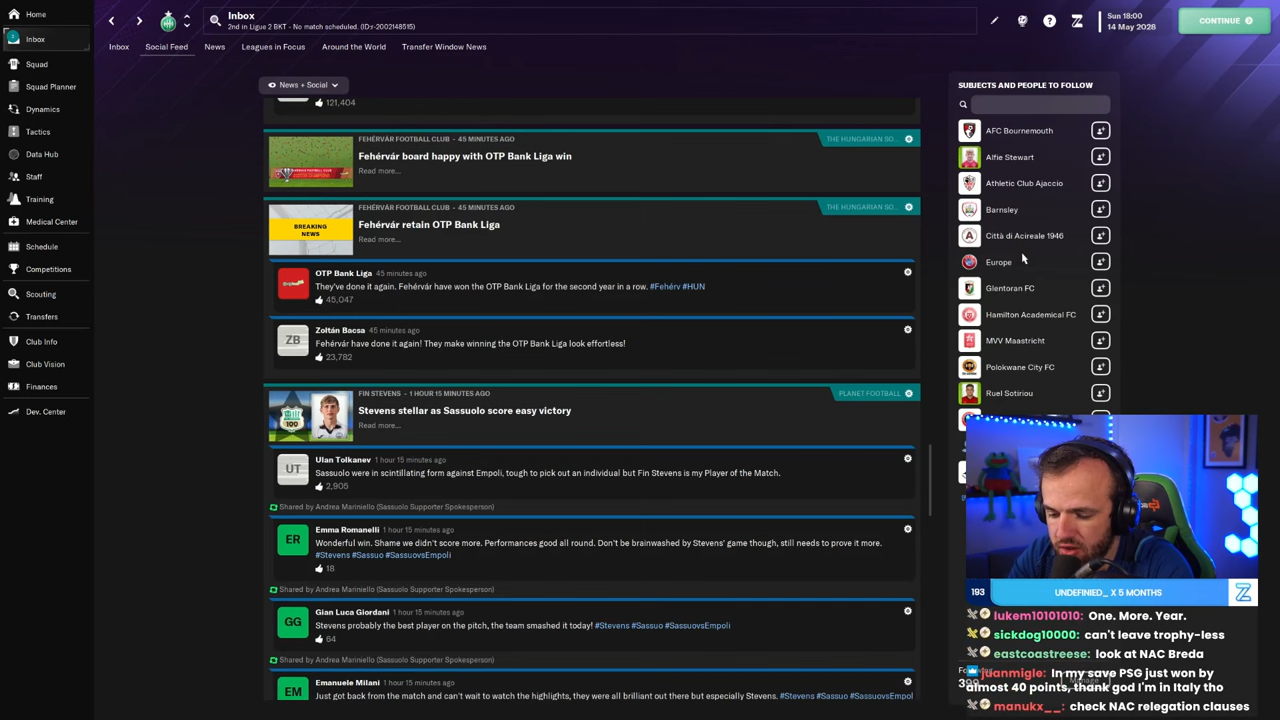 Home
Inbox
Squad
Squad Planner
Dynamics
Tactics
Data Hub
Staff
Training
Medical Center
Schedule
Competitions
Scouting
Transfers
Club Info
Club Vision
Finances
Dev. Center
Inbox
2nd in Ligue 2 BKT - No match scheduled. (ID:r-2002148515)
Sun 18:00
14 May 2028
CONTINUE
Inbox
Social Feed
News
Leagues in Focus
Around the World
Transfer Window News
News + Social
121,404
FEHÉRVÁR FOOTBALL CLUB - 45 MINUTES AGO
THE HUNGARIAN SO...
Fehérvár board happy with OTP Bank Liga win
Read more...
FEHÉRVÁR FOOTBALL CLUB - 45 MINUTES AGO
THE HUNGARIAN SO...
BREAKING
NEWS
Fehérvár retain OTP Bank Liga
Read more...
OTP Bank Liga 45 minutes ago
They've done it again. Fehérvár have won the OTP Bank Liga for the second year in a row. #Fehérv #HUN
45,047
ZB
Zoltán Bacsa 45 minutes ago
Fehérvár have done it again! They make winning the OTP Bank Liga look effortless!
23,782
FIN STEVENS - 1 HOUR 15 MINUTES AGO
PLANET FOOTBALL
100
Stevens stellar as Sassuolo score easy victory
Read more...
UT
Ulan Tolkanev 1 hour 15 minutes ago
Sassuolo were in scintillating form against Empoli, tough to pick out an individual but Fin Stevens is my Player of the Match.
2,905
Shared by Andrea Mariniello (Sassuolo Supporter Spokesperson)
ER
Emma Romanelli 1 hour 15 minutes ago
Wonderful win. Shame we didn't score more. Performances good all round. Don't be brainwashed by Stevens' game though, still needs to prove it more.
#Stevens #Sassuo #SassuovsEmpoli
18
Shared by Andrea Mariniello (Sassuolo Supporter Spokesperson)
GG
Gian Luca Giordani 1 hour 15 minutes ago
Stevens probably the best player on the pitch, the team smashed it today! #Stevens #Sassuo #SassuovsEmpoli
64
Shared by Andrea Mariniello (Sassuolo Supporter Spokesperson)
EM
Emanuele Milani 1 hour 15 minutes ago
Just got back from the match and can't wait to watch the highlights, they were all brilliant out there but especially Stevens. #Stevens #Sassuo #SassuovsEmpol
SUBJECTS AND PEOPLE TO FOLLOW
AFC Bournemouth
Alfie Stewart
Athletic Club Ajaccio
Barnsley
Città di Acireale 1946
Europe
Glentoran FC
Hamilton Academical FC
MVV Maastricht
Polokwane City FC
Ruel Sotiriou
193
UNDEFINED_ X 5 MONTHS
lukem10101010: One. More. Year.
sickdog10000: can't leave trophy-less
eastcoastreese: look at NAC Breda
juanmigle: In my save PSG just won by
almost 40 points, thank god I'm in Italy tho
manukx__: check NAC relegation clauses